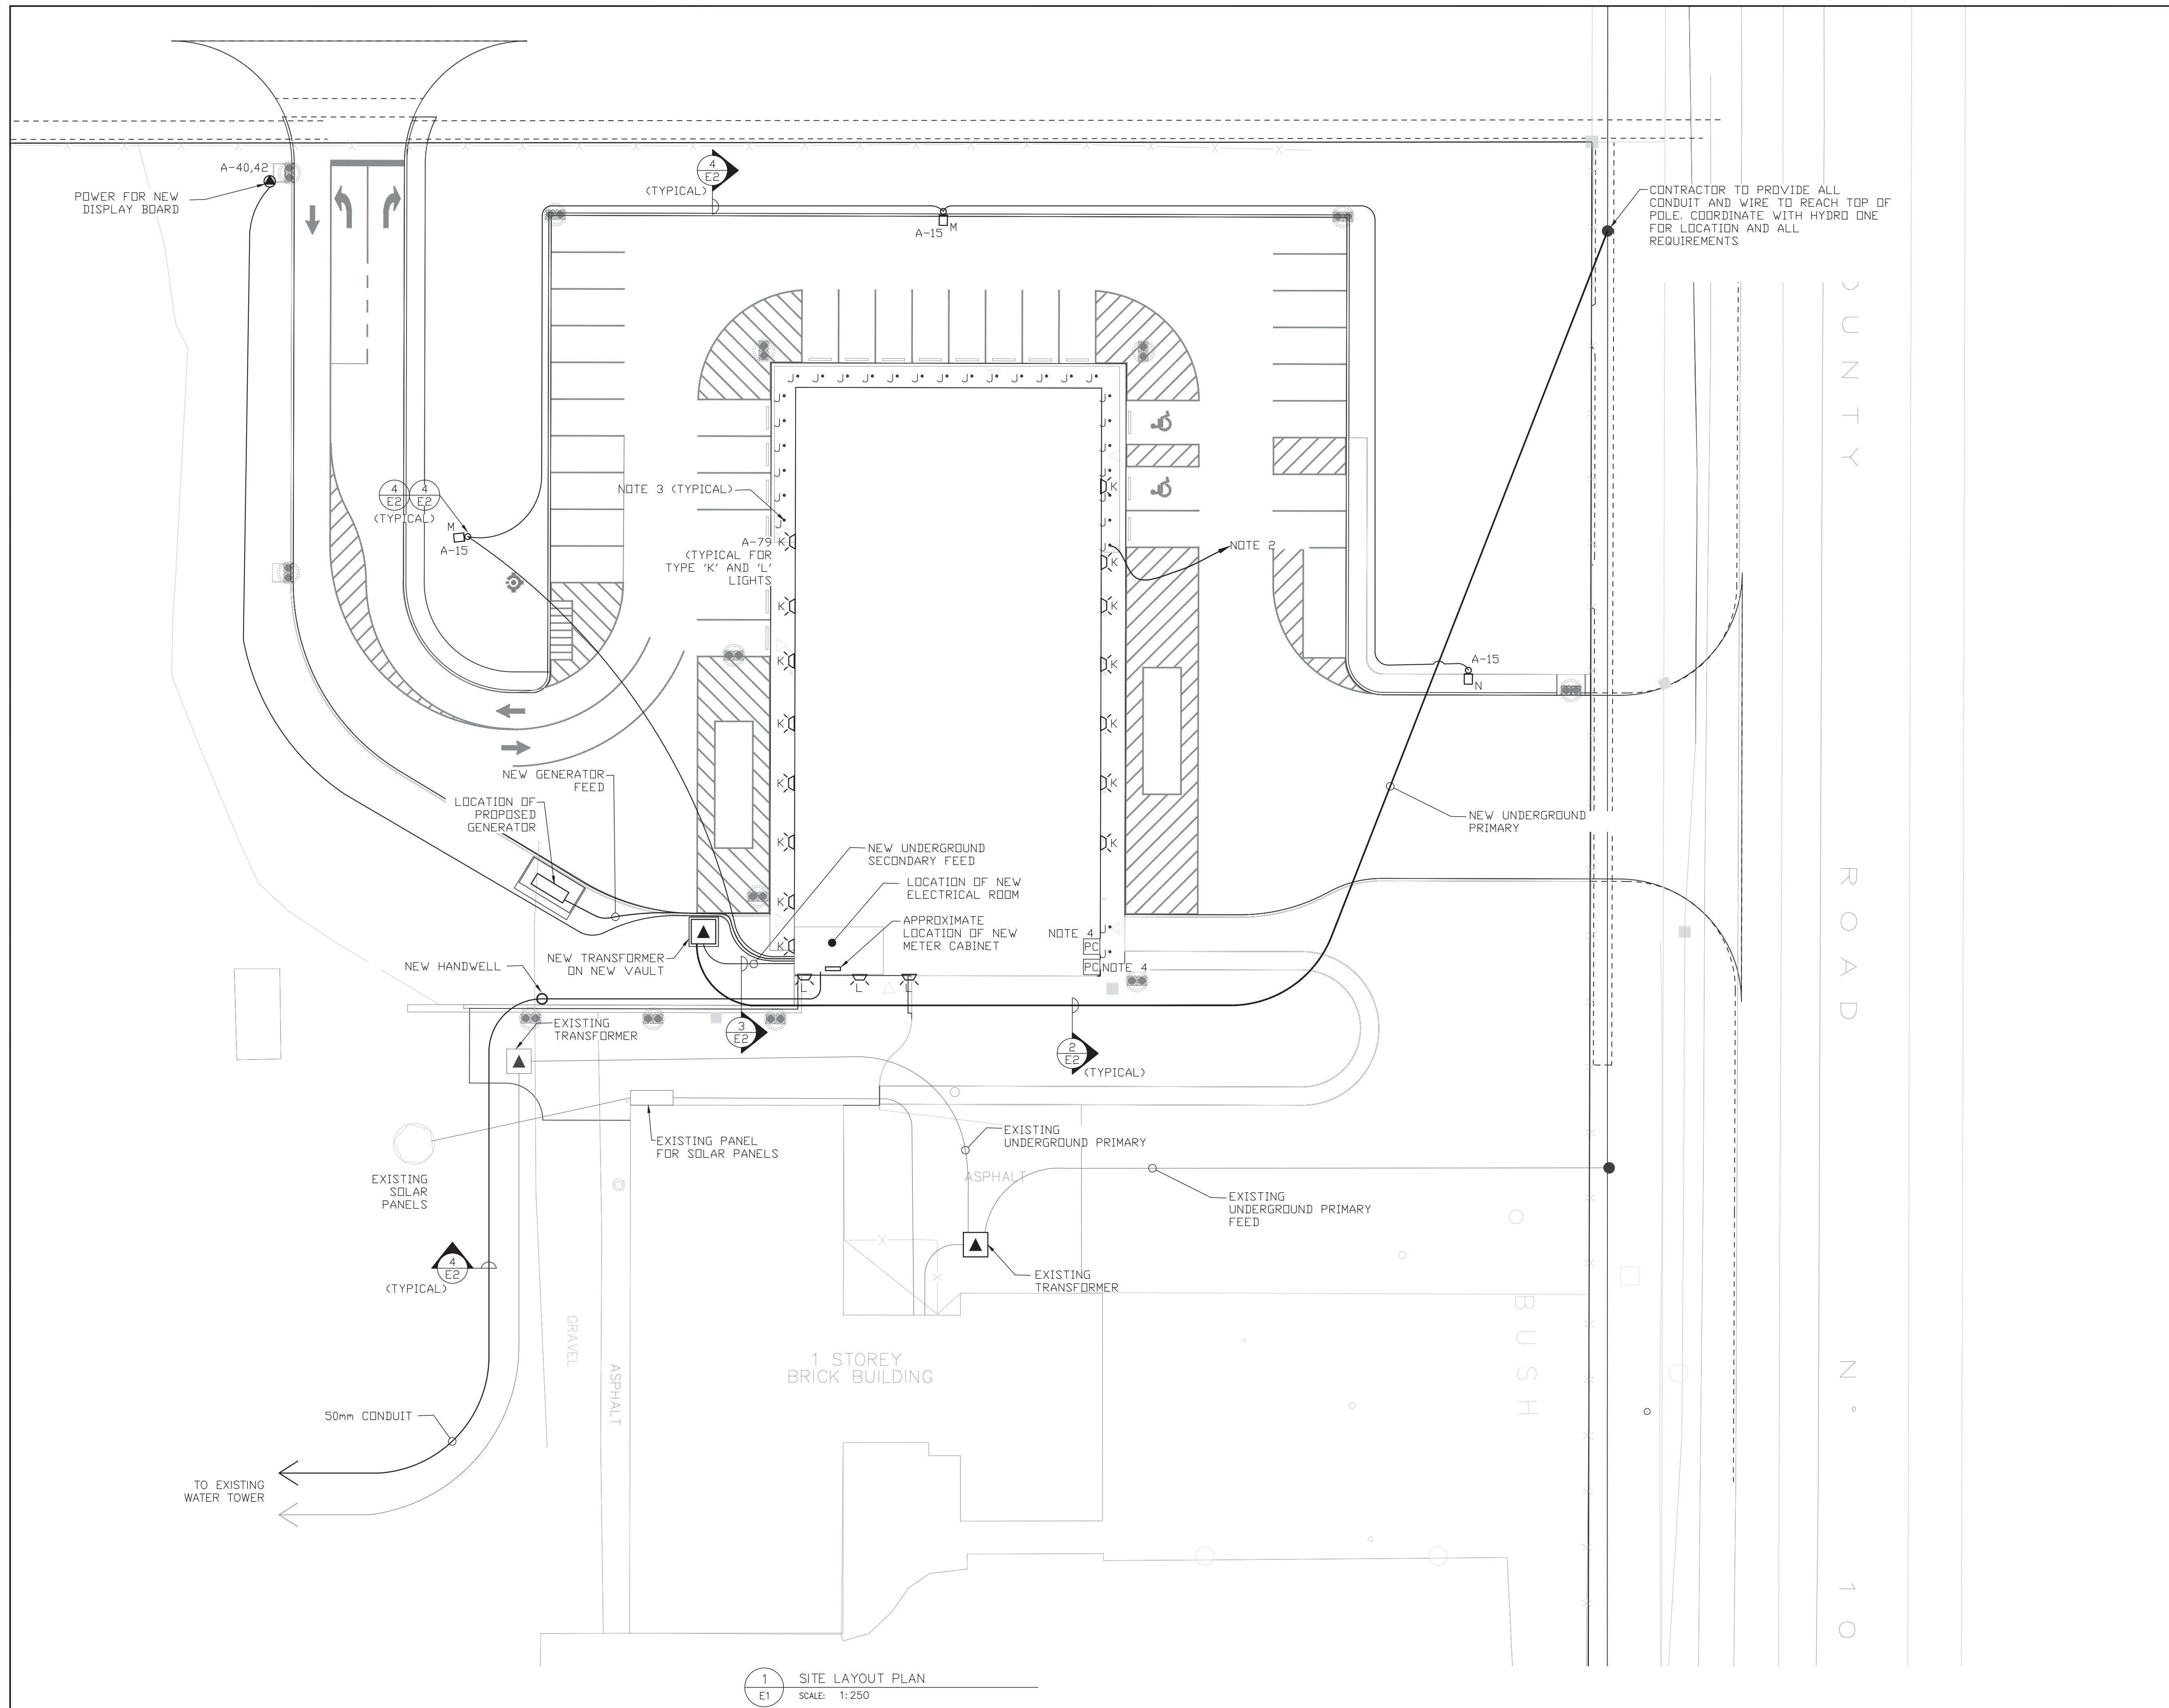 A-40,42
POWER FOR NEW
DISPLAY BOARD
4
E2
(TYPICAL)
A-15
M
CONTRACTOR TO PROVIDE ALL
CONDUIT AND WIRE TO REACH TOP OF
POLE. COORDINATE WITH HYDRO ONE
FOR LOCATION AND ALL
REQUIREMENTS
J J J J J J J J J J J J J
J
J
J
J
J
J
J
J
J
J
J
J
J
4
E2
4
E2
(TYPICAL)
M
A-15
NOTE 3 (TYPICAL)
A-79 K
(TYPICAL FOR
TYPE 'K' AND 'L'
LIGHTS
NOTE 2
K
K
K
K
K
K
K
K
K
K
K
K
K
K
A-15
N
NEW GENERATOR
FEED
LOCATION OF
PROPOSED
GENERATOR
NEW UNDERGROUND
PRIMARY
NEW UNDERGROUND
SECONDARY FEED
LOCATION OF NEW
ELECTRICAL ROOM
APPROXIMATE
LOCATION OF NEW
METER CABINET
NOTE 4
PC
J
J
PC NOTE 4
NEW TRANSFORMER
ON NEW VAULT
NEW HANDWELL
L L L
EXISTING
TRANSFORMER
3
E2
2
E2
(TYPICAL)
EXISTING PANEL
FOR SOLAR PANELS
EXISTING
UNDERGROUND PRIMARY
ASPHALT
EXISTING
SOLAR
PANELS
EXISTING
UNDERGROUND PRIMARY
FEED
4
E2
(TYPICAL)
EXISTING
TRANSFORMER
GRAVEL
ASPHALT
1 STOREY
BRICK BUILDING
BUSH
50mm CONDUIT
TO EXISTING
WATER TOWER
OUNTY ROAD N° 10
1
E1
SITE LAYOUT PLAN
SCALE: 1:250